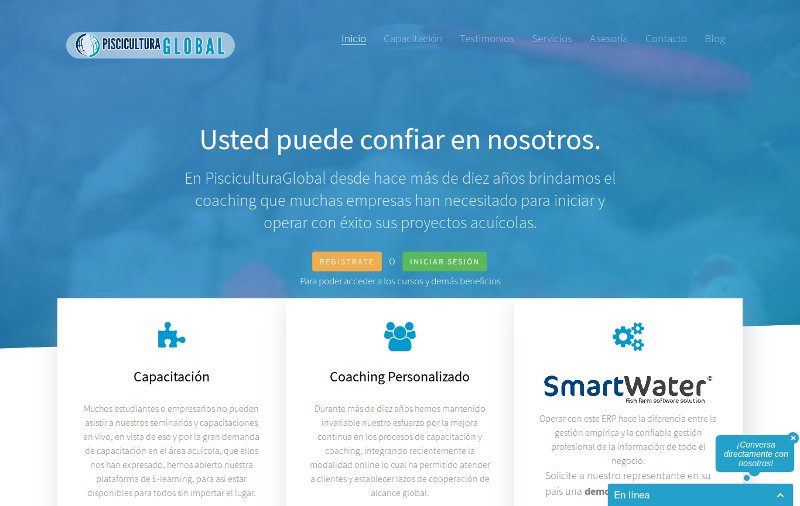 PISCICULTURA GLOBAL
Inicio Capacitación Testimonios Servicios Asesoria Contacto Blog
Usted puede confiar en nosotros.
En PisciculturaGlobal desde hace más de diez años brindamos el
coaching que muchas empresas han necesitado para iniciar y
operar con éxito sus proyectos acuícolas.
REGISTRATE O INICIAR SESIÓN
Para poder acceder a los cursos y demás beneficios
Capacitación
Muchos estudiantes o empresarios no pueden
asistir a nuestros seminarios y capacitaciones
en vivo, en vista de eso y por la gran demanda
de capacitación en el área acuícola, que ellos
nos han expresado, hemos abierto nuestra
plataforma de E-learning, para así estar
disponibles para todos sin importar el lugar.
Coaching Personalizado
Durante más de diez años hemos mantenido
invariable nuestro esfuerzo por la mejora
continua en los procesos de capacitación y
coaching, integrando recientemente la
modalidad online lo cual ha permitido atender
a clientes y establecer lazos de cooperación de
alcance global.
SmartWater
Fish farm software solution
Operar con este ERP hace la diferencia entre la
gestión empírica y la confiable gestión
profesional de la información de todo el
negocio.
Solicite a nuestro representante en su
país una
¡Conversa
directamente con
nosotros!
En línea